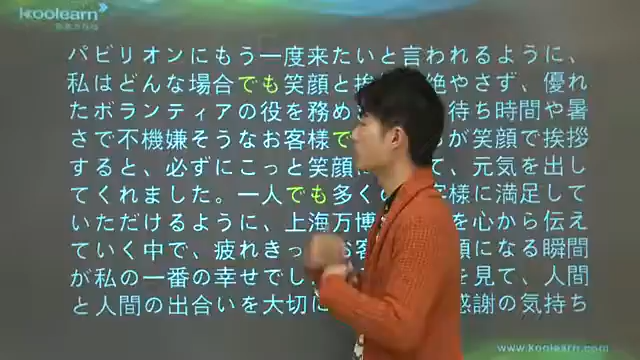 koolearn
パビリオンにもう一度来たいと言われるように、
私はどんな場合でも笑顔と挨 絶やさず、優れ
たボランティアの役を務め 待ち時間や暑
さで不機嫌そうなお客様で が笑顔で挨拶
すると、必ずにこっと笑顔 て、元気を出し
てくれました。一人でも多く 客様に満足して
いただけるように、上海万博 を心から伝え
ていく中で、疲れきっ お客 顔になる瞬間
が私の一番の幸せでし を見て、人間
と人間の出合いを大切に 感謝の気持ち
www.koolearn.com